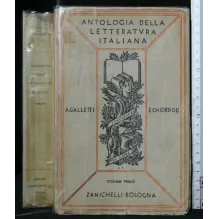 ANTOLOGIA DELLA
LETTERATVRA
ITALIANA
A.GALLETTI
E.CHIORBOLI
VOLUME PRIMO
ZANICHELLI-BOLOGNA